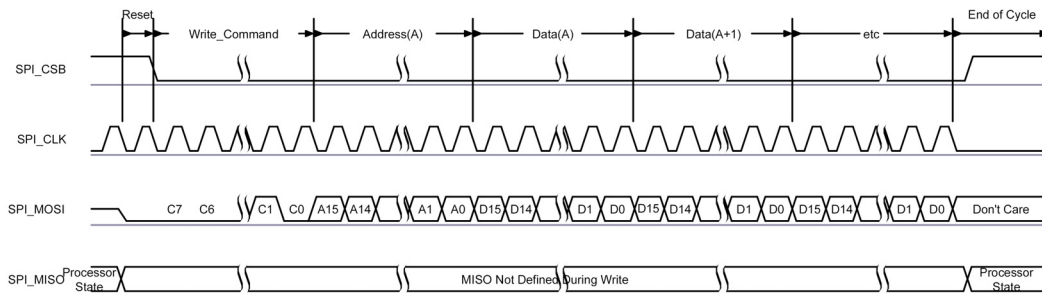 Reset
End of Cycle
Write_Command Address(A) Data(A) Data(A+1) etc
SPI_CSB
SPI_CLK
SPI_MOSI C7 C6 C1 C0 A15 A14 A1 A0 D15 D14 D1 D0 D15 D14 D1 D0 D15 D14 D1 D0 Don't Care
SPI_MISO Processor State MISO Not Defined During Write Processor State